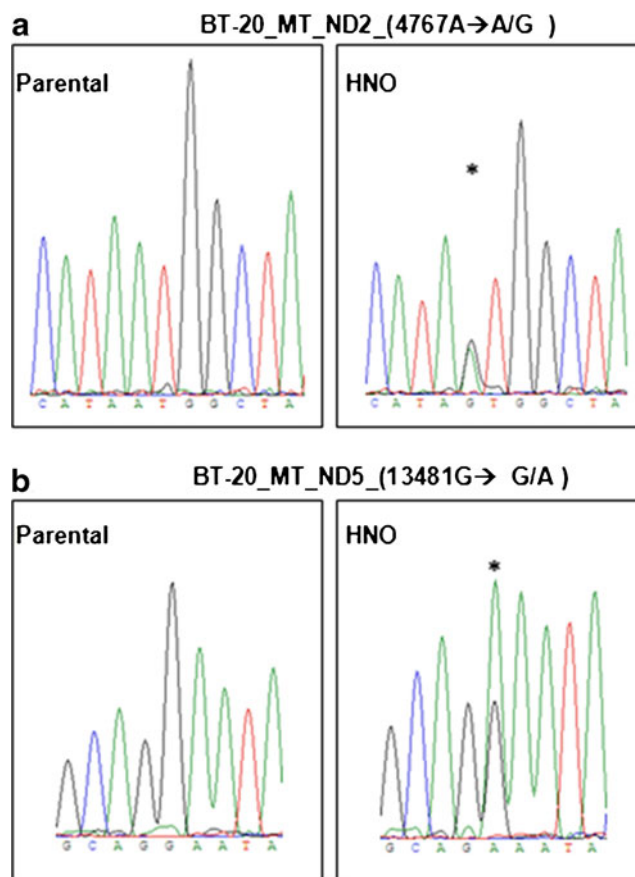 a
BT-20_MT_ND2_(4767A→A/G )
Parental
HNO
*
C A T A A T G G C T A
C A T A G T G G C T A
b
BT-20_MT_ND5_(13481G→ G/A )
Parental
HNO
*
G C A G G A A T A
G C A G A A A T A